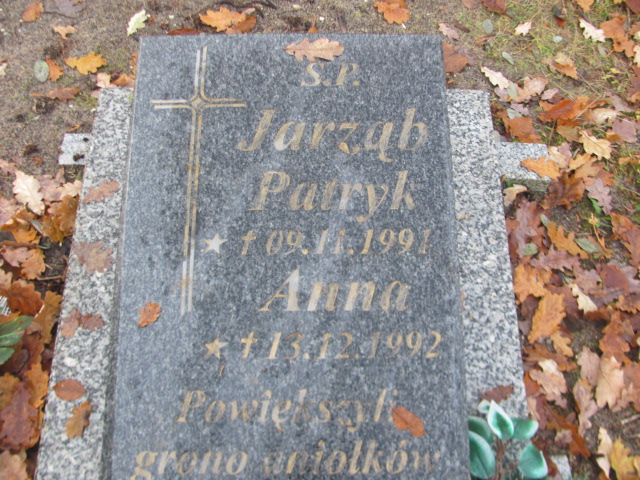 Ś.P.
Jarząb
Patryk
★ † 09.11.1991
Anna
★ † 13.12.1992
Powiększyli
grono aniołków